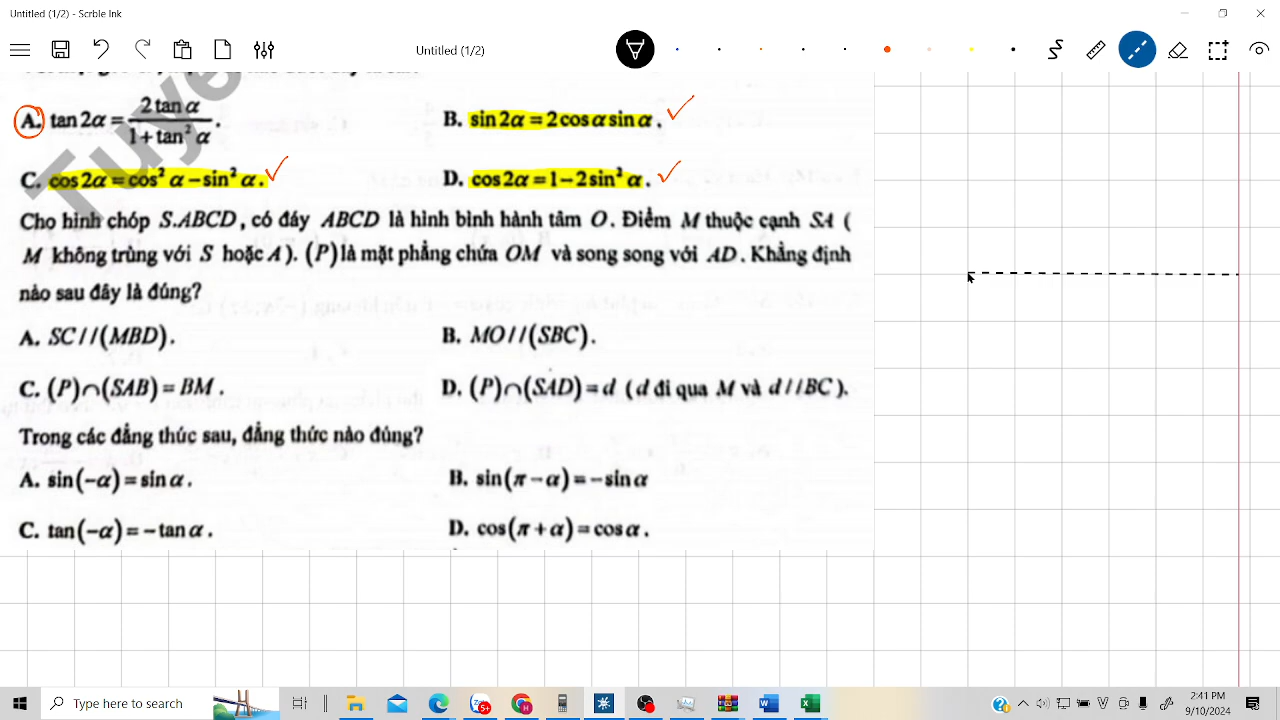 Untitled (1/2) - Scrble Ink
Untitled (1/2)
Tuyể
A. tan 2α = 2 tan α / 1 + tan² α .
B. sin 2α = 2 cos α sin α .
C. cos 2α = cos² α − sin² α .
D. cos 2α = 1 − 2 sin² α .
Cho hình chóp S.ABCD, có đáy ABCD là hình bình hành tâm O. Điểm M thuộc cạnh SA (
M không trùng với S hoặc A ). (P) là mặt phẳng chứa OM và song song với AD. Khẳng định
nào sau đây là đúng?
A. SC//(MBD).
B. MO//(SBC).
C. (P)∩(SAB) = BM .
D. (P)∩(SAD) = d ( d đi qua M và d//BC ).
Trong các đẳng thức sau, đẳng thức nào đúng?
A. sin(−α) = sin α .
B. sin(π − α) = − sin α
C. tan(−α) = − tan α .
D. cos(π + α) = cos α .
Type here to search
5+
2:41 PM
9/10/2024